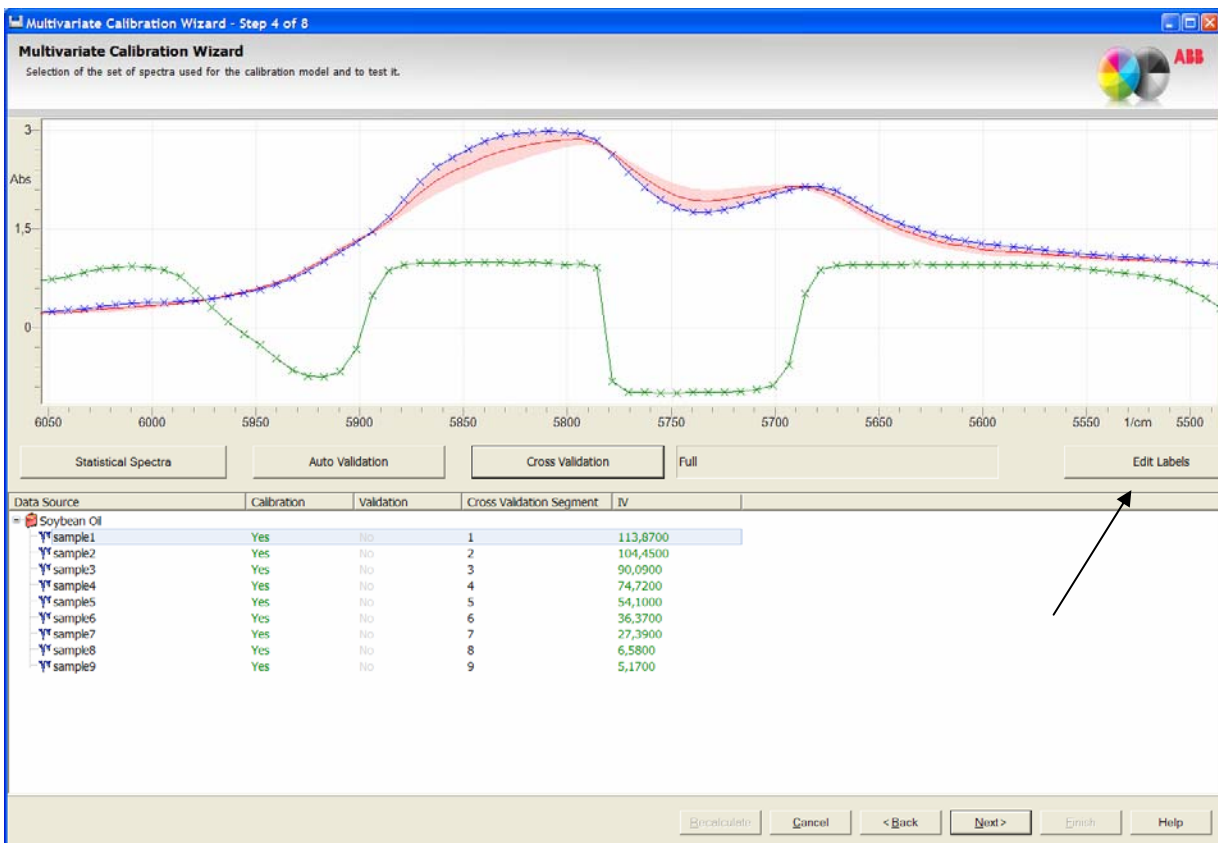 Multivariate Calibration Wizard - Step 4 of 8
Multivariate Calibration Wizard
Selection of the set of spectra used for the calibration model and to test it.
ABB
3
Abs
1,5
0
6050 6000 5950 5900 5850 5800 5750 5700 5650 5600 5550 1/cm 5500
Statistical Spectra Auto Validation Cross Validation Full Edit Labels
Data Source Calibration Validation Cross Validation Segment IV
Soybean Oil
sample1 Yes No 1 113,8700
sample2 Yes No 2 104,4500
sample3 Yes No 3 90,0900
sample4 Yes No 4 74,7200
sample5 Yes No 5 54,1000
sample6 Yes No 6 36,3700
sample7 Yes No 7 27,3900
sample8 Yes No 8 6,5800
sample9 Yes No 9 5,1700
Recalculate Cancel < Back Next > Finish Help